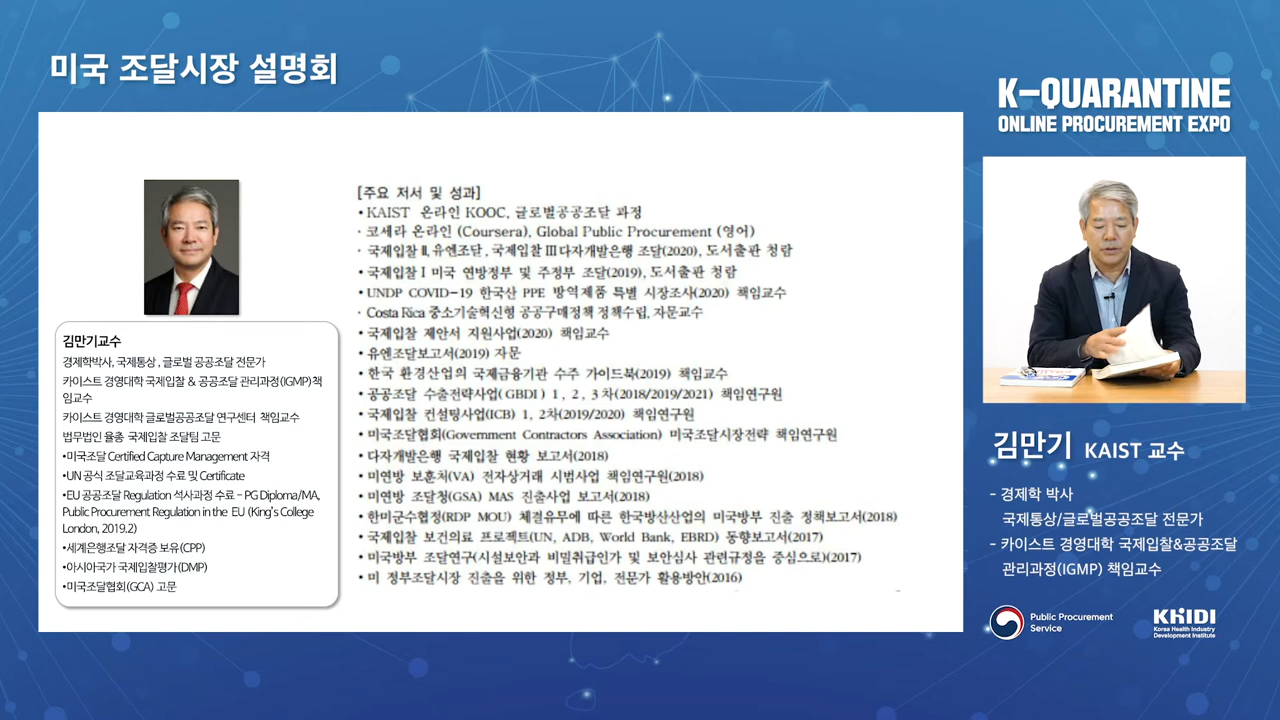 미국 조달시장 설명회
K-QUARANTINE
ONLINE PROCUREMENT EXPO
김만기교수
경제학박사, 국제통상 , 글로벌 공공조달 전문가
카이스트 경영대학 국제입찰 & 공공조달 관리과정(IGMP)책
임교수
카이스트 경영대학 글로벌공공조달 연구센터 책임교수
법무법인 율촌 국제입찰 조달팀 고문
•미국조달 Certified Capture Management 자격
•UN 공식 조달교육과정 수료 및 Certificate
•EU 공공조달 Regulation 석사과정 수료 – PG Diploma/MA,
Public Procurement Regulation in the EU (King's College
London, 2019.2)
•세계은행조달 자격증 보유(CPP)
•아시아국가 국제입찰평가(DMP)
•미국조달협회(GCA) 고문
[주요 저서 및 성과]
•KAIST 온라인 KOOC, 글로벌공공조달 과정
· 코세라 온라인 (Coursera), Global Public Procurement (영어)
· 국제입찰 Ⅱ, 유엔조달 , 국제입찰 Ⅲ 다자개발은행 조달(2020), 도서출판 청람
•국제입찰 Ⅰ 미국 연방정부 및 주정부 조달(2019), 도서출판 청람
•UNDP COVID-19 한국산 PPE 방역제품 특별 시장조사(2020) 책임교수
· Costa Rica 중소기술혁신형 공공구매정책 정책수립, 자문교수
•국제입찰 제안서 지원사업(2020) 책임교수
•유엔조달보고서(2019) 자문
•한국 환경산업의 국제금융기관 수주 가이드북(2019) 책임교수
•공공조달 수출전략사업( GBDI ) 1 , 2 , 3 차(2018/2019/2021) 책임연구원
•국제입찰 컨설팅사업(ICB) 1, 2차(2019/2020) 책임연구원
•미국조달협회(Government Contractors Association) 미국조달시장전략 책임연구원
•다자개발은행 국제입찰 현황 보고서(2018)
•미연방 보훈처(VA) 전자상거래 시범사업 책임연구원(2018)
•미연방 조달청(GSA) MAS 진출사업 보고서(2018)
•한미군수협정(RDP MOU) 체결유무에 따른 한국방산산업의 미국방부 진출 정책보고서(2018)
•국제입찰 보건의료 프로젝트(UN, ADB, World Bank, EBRD) 동향보고서(2017)
•미국방부 조달연구(시설보안과 비밀취급인가 및 보안심사 관련규정을 중심으로)(2017)
•미 정부조달시장 진출을 위한 정부, 기업, 전문가 활용방안(2016)
김만기 KAIST 교수
- 경제학 박사
국제통상/글로벌공공조달 전문가
- 카이스트 경영대학 국제입찰&공공조달
관리과정(IGMP) 책임교수
Public Procurement
Service
KHIDI
Korea Health Industry
Development Institute